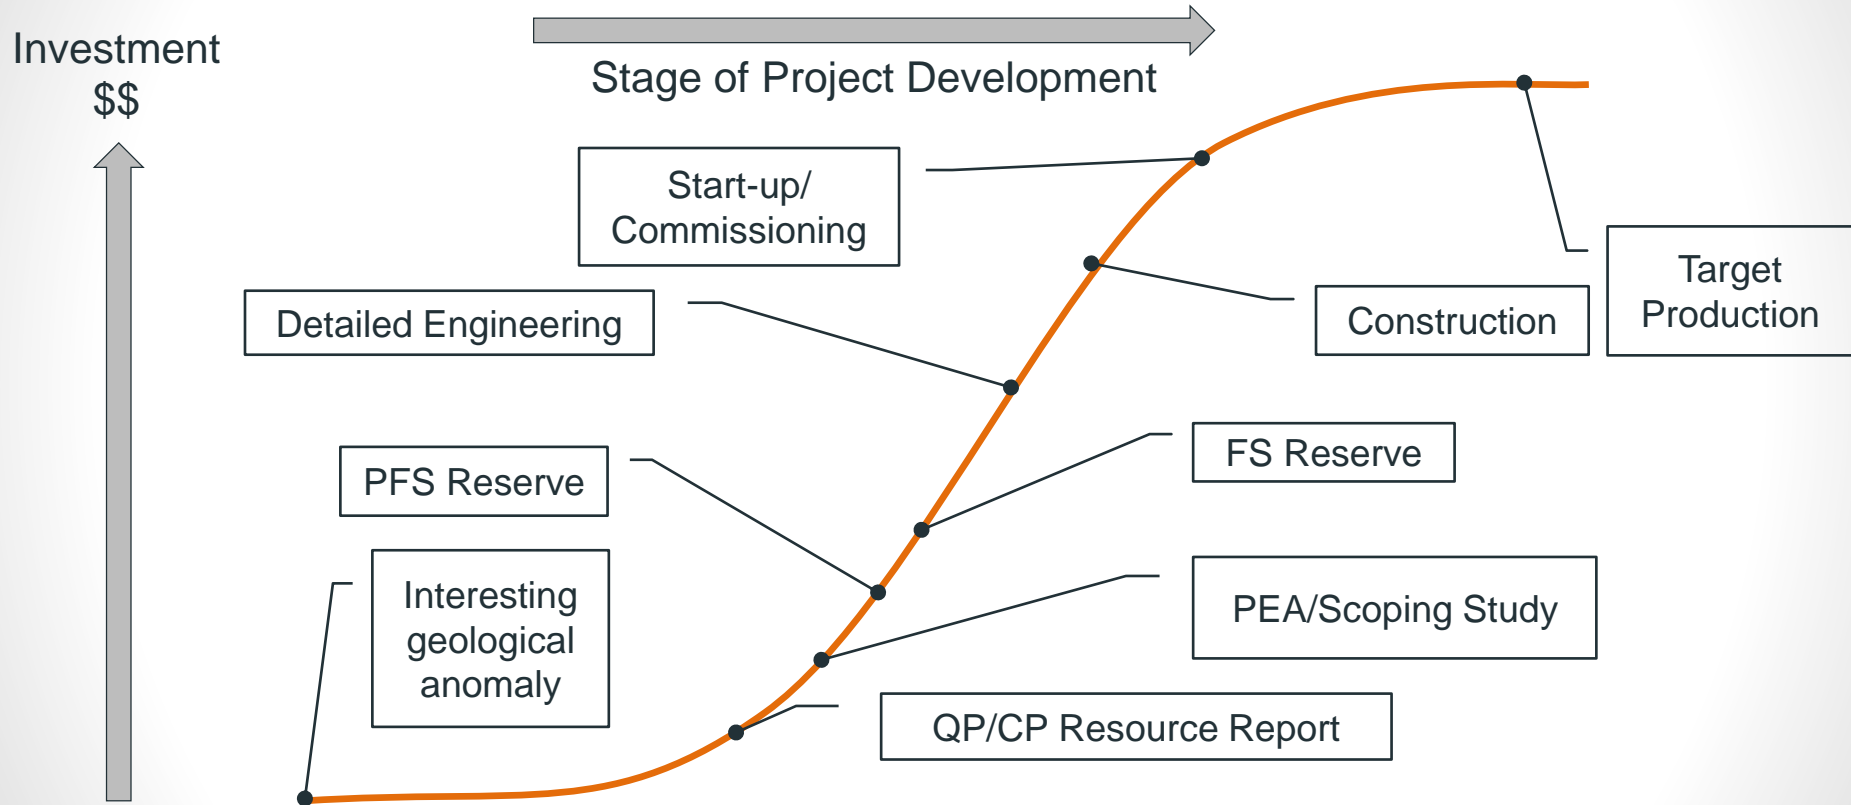 Investment
$$
Stage of Project Development
Start-up/
Commissioning
Target
Production
Detailed Engineering
Construction
FS Reserve
PFS Reserve
Interesting
geological
anomaly
PEA/Scoping Study
QP/CP Resource Report